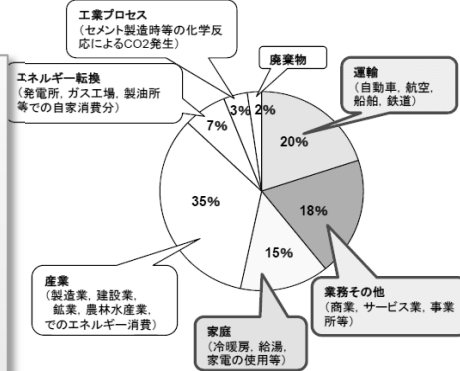 工業プロセス
（セメント製造時等の化学反
応によるCO2発生）
廃棄物
運輸
（自動車, 航空,
船舶, 鉄道）
エネルギー転換
（発電所, ガス工場, 製油所
等での自家消費分）
3%
2%
7%
20%
35%
18%
15%
産業
（製造業, 建設業,
鉱業, 農林水産業,
でのエネルギー消費）
業務その他
（商業, サービス業, 事業
所等）
家庭
（冷暖房, 給湯,
家電の使用等）